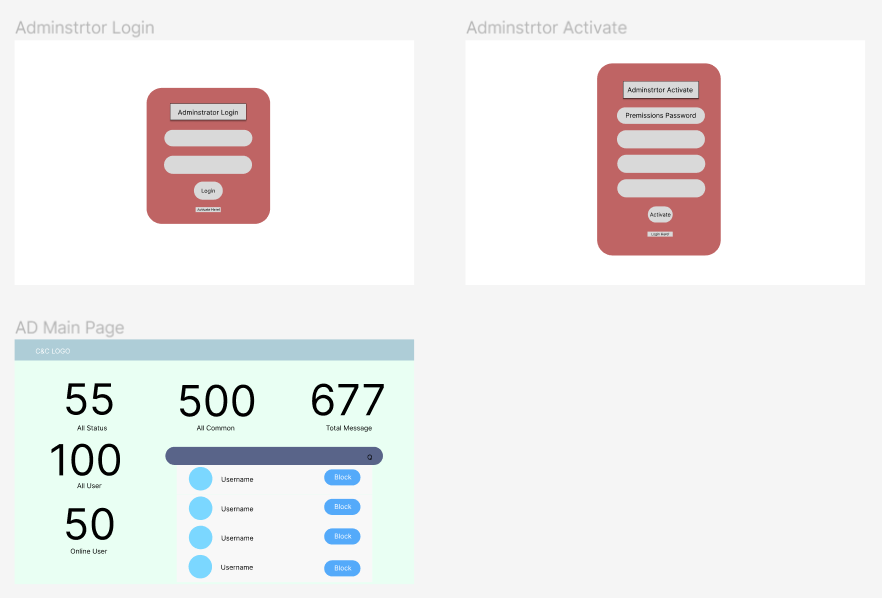 Adminstrtor Login
Adminstrator Login
Login
Activate Here!
Adminstrtor Activate
Adminstrtor Activate
Premissions Password
Activate
AD Main Page
C&C LOGO
55
All Status
500
All Common
677
Total Message
100
All User
50
Online User
Username
Block
Username
Block
Username
Block
Username
Block